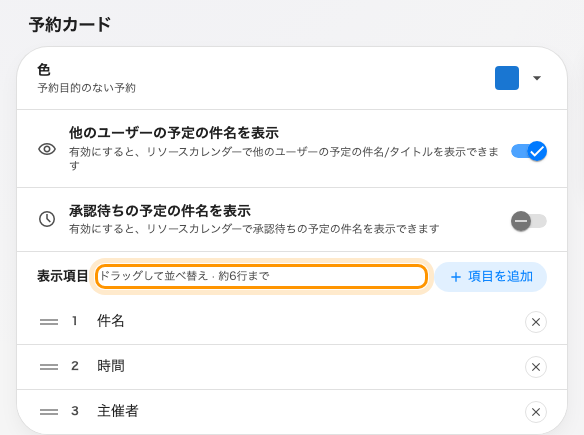 予約カード
色
予約目的のない予約
他のユーザーの予定の件名を表示
有効にすると、リソースカレンダーで他のユーザーの予定の件名/タイトルを表示できま
す
承認待ちの予定の件名を表示
有効にすると、リソースカレンダーで承認待ちの予定の件名を表示できます
表示項目 ドラッグして並べ替え · 約6行まで + 項目を追加
1 件名
2 時間
3 主催者